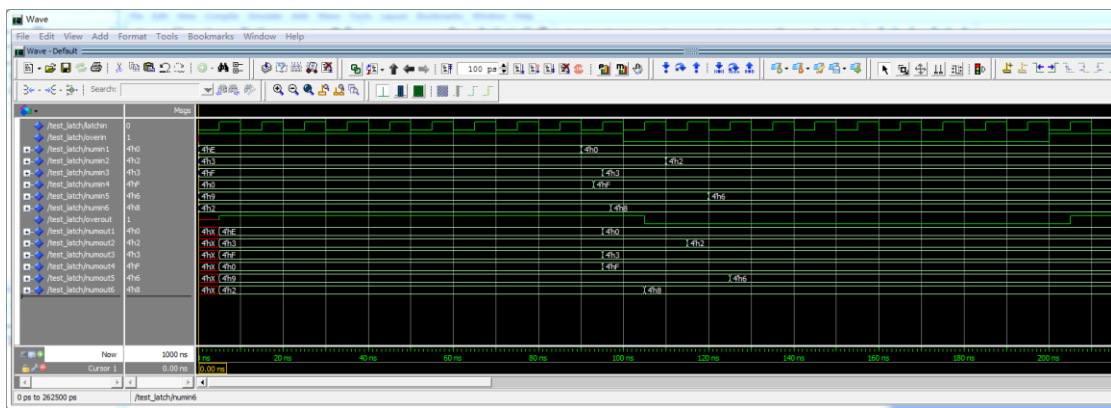 Wave
File Edit View Add Format Tools Bookmarks Window Help
Wave - Default
100 ps
Search:
Msgs
/test_latch/latchin 0
/test_latch/overin 1
/test_latch/numin1 4'h0 4'hE 4'h0
/test_latch/numin2 4'h2 4'h3 4'h2
/test_latch/numin3 4'h3 4'hF 4'h3
/test_latch/numin4 4'hF 4'h0 4'hF
/test_latch/numin5 4'h6 4'h9 4'h6
/test_latch/numin6 4'h8 4'h2 4'h8
/test_latch/overout 1
/test_latch/numout1 4'h0 4'hX 4'hE 4'h0
/test_latch/numout2 4'h2 4'hX 4'h3 4'h2
/test_latch/numout3 4'h3 4'hX 4'hF 4'h3
/test_latch/numout4 4'hF 4'hX 4'h0 4'hF
/test_latch/numout5 4'h6 4'hX 4'h9 4'h6
/test_latch/numout6 4'h8 4'hX 4'h2 4'h8
Now 1000 ns ns 20 ns 40 ns 60 ns 80 ns 100 ns 120 ns 140 ns 160 ns 180 ns 200 ns
Cursor 1 0.00 ns 0.00 ns
0 ps to 262500 ps /test_latch/numin6